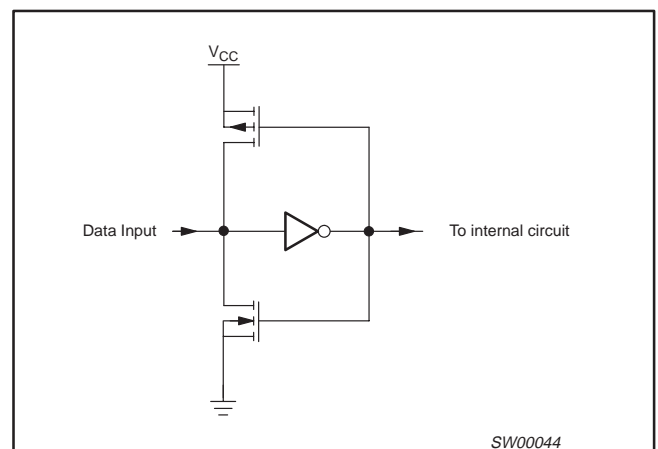 VCC
Data Input
To internal circuit
SW00044